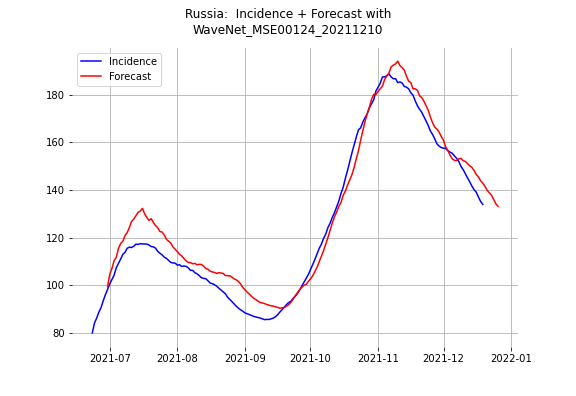 Russia:  Incidence + Forecast with
WaveNet_MSE00124_20211210
Incidence
Forecast
180
160
140
120
100
80
2021-07 2021-08 2021-09 2021-10 2021-11 2021-12 2022-01